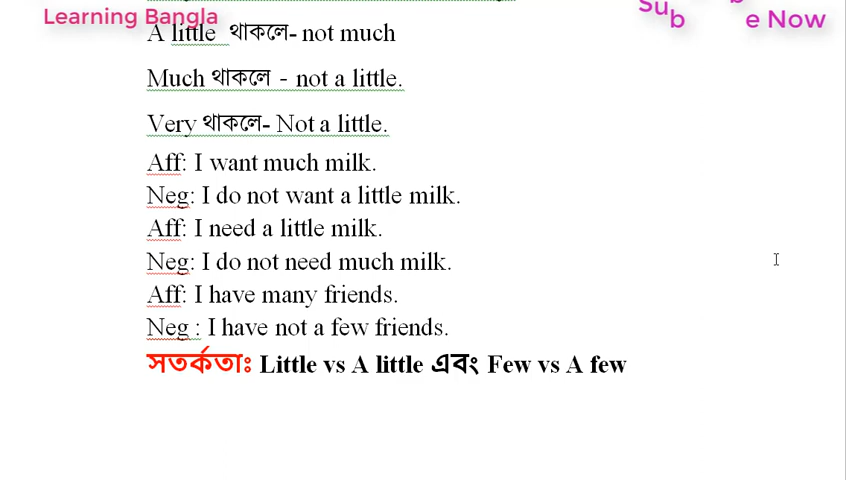 Learning Bangla
Su
b
e Now
A little থাকলে- not much
Much থাকলে - not a little.
Very থাকলে- Not a little.
Aff: I want much milk.
Neg: I do not want a little milk.
Aff: I need a little milk.
Neg: I do not need much milk.
Aff: I have many friends.
Neg : I have not a few friends.
সতর্কতাঃ Little vs A little এবং Few vs A few